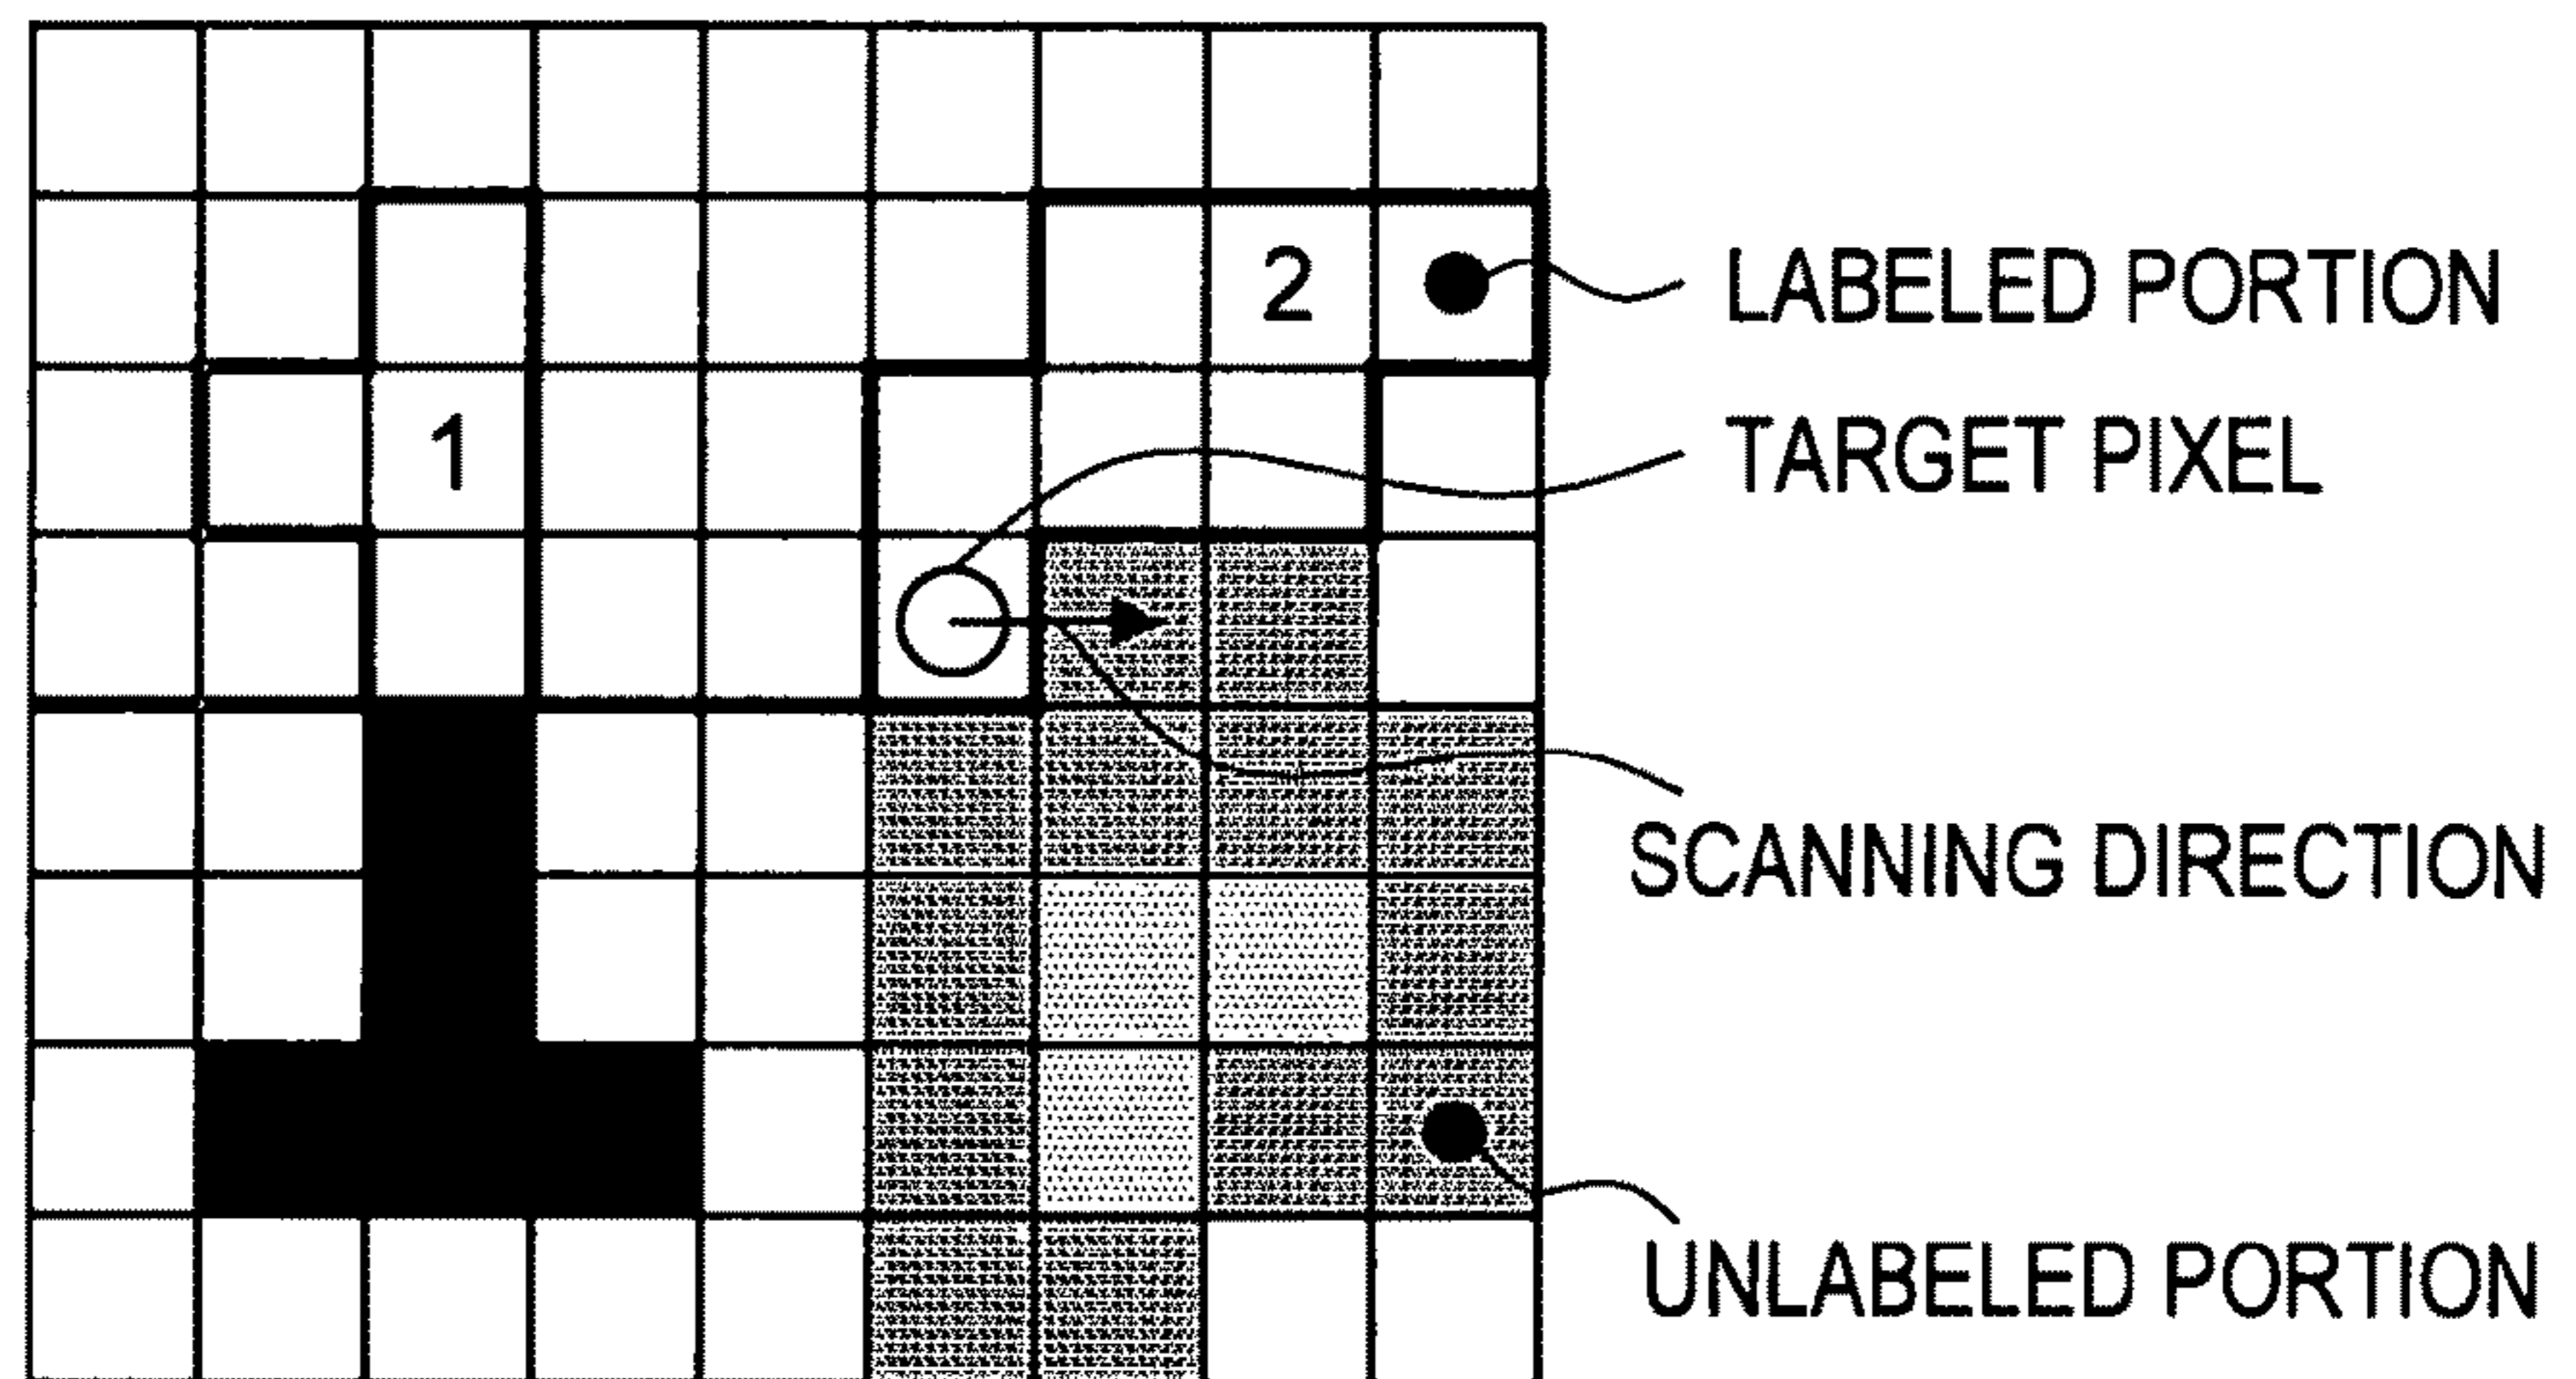 2
LABELED PORTION
1
TARGET PIXEL
SCANNING DIRECTION
UNLABELED PORTION